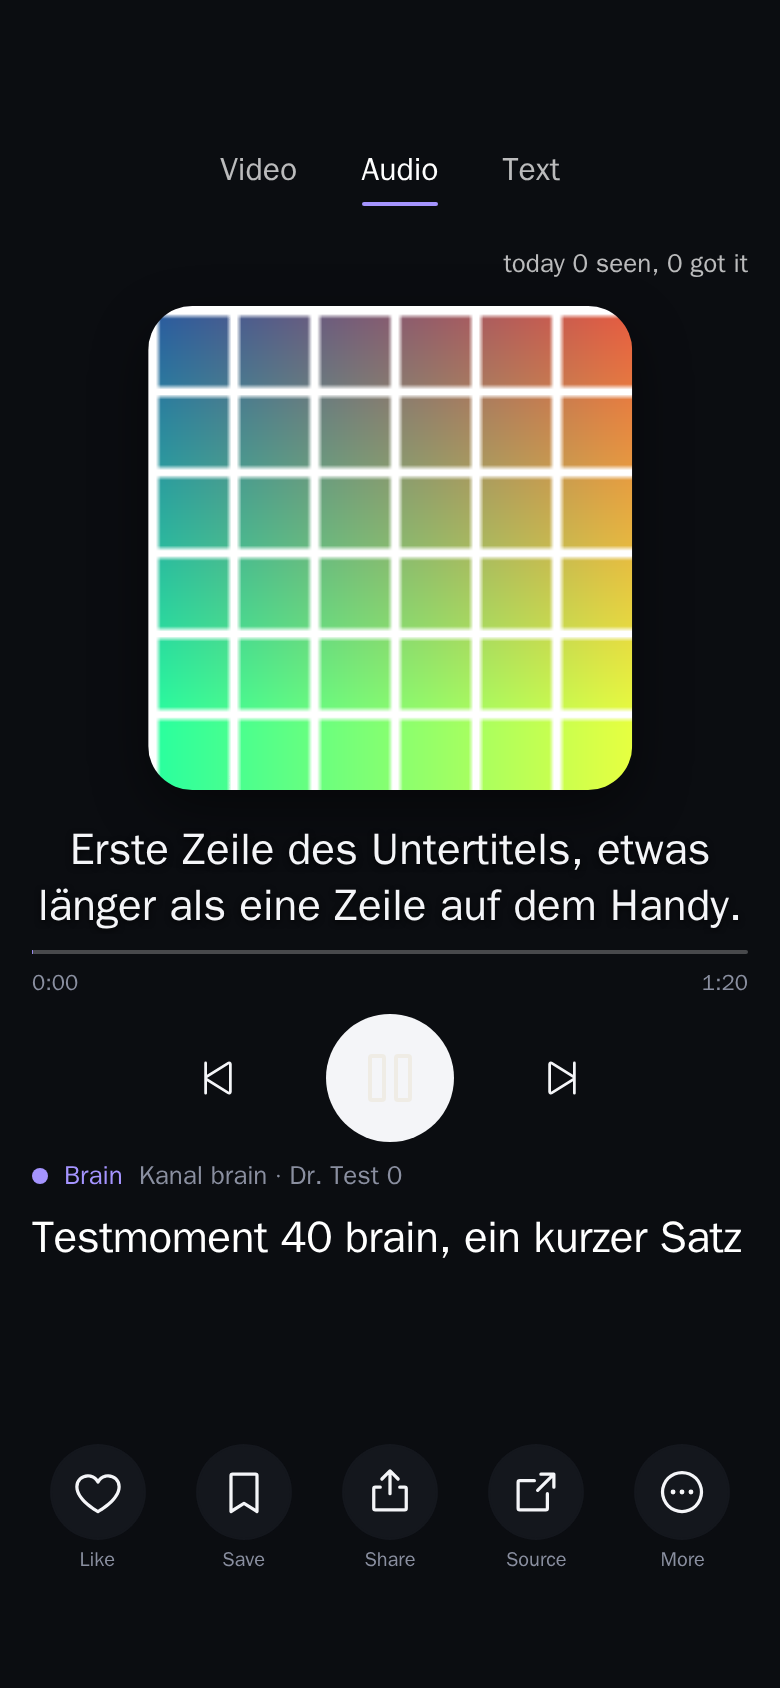 Video Audio Text
today 0 seen, 0 got it
Erste Zeile des Untertitels, etwas
länger als eine Zeile auf dem Handy.
0:00 1:20
Brain Kanal brain · Dr. Test 0
Testmoment 40 brain, ein kurzer Satz
Like Save Share Source More